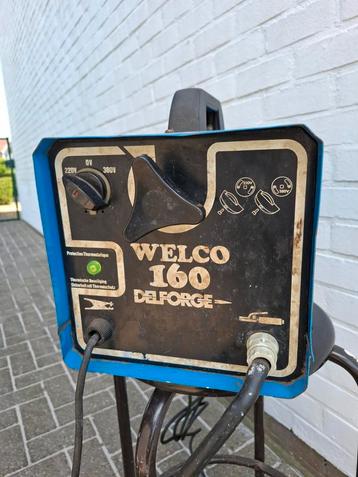 0V
220V 380V
WELCO
160
DELFORGE
Protection Thermostatique
Thermische Beveiliging